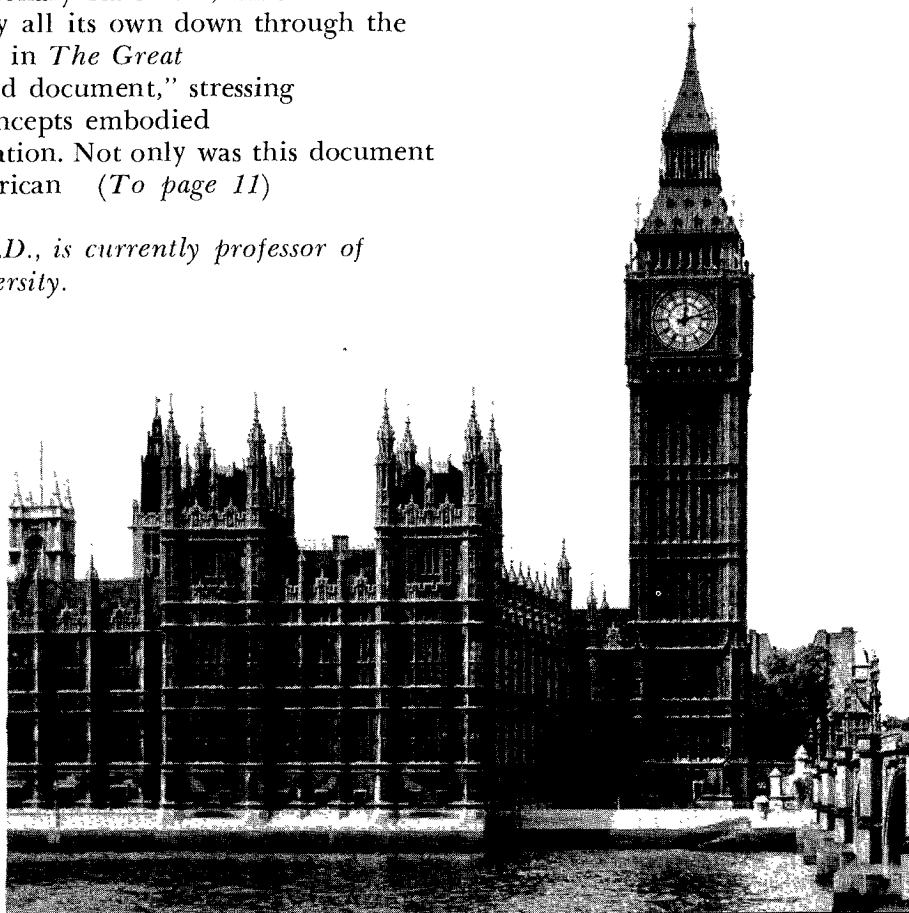 y all its own down through the
in The Great
d document,” stressing
ncepts embodied
ation. Not only was this document
rican (To page 11)
.D., is currently professor of
ersity.